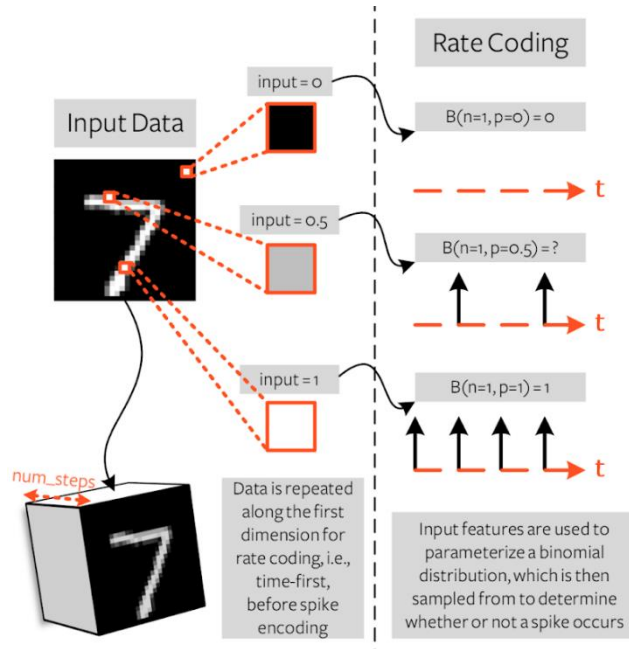 Input Data
input = 0
input = 0.5
input = 1
num_steps
Data is repeated
along the first
dimension for
rate coding, i.e.,
time-first,
before spike
encoding
Rate Coding
B(n=1, p=0) = 0
t
B(n=1, p=0.5) = ?
t
B(n=1, p=1) = 1
t
Input features are used to
parameterize a binomial
distribution, which is then
sampled from to determine
whether or not a spike occurs